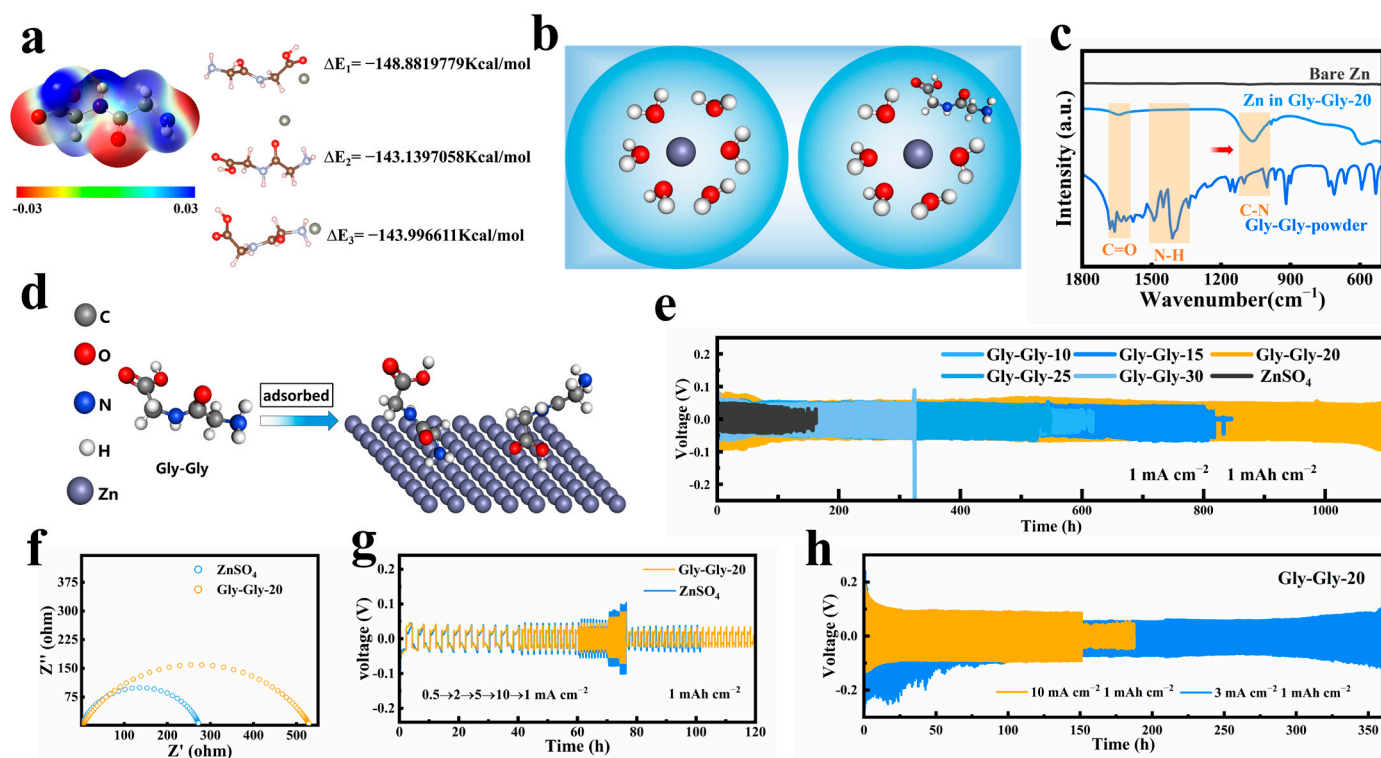 a
ΔE₁= −148.8819779Kcal/mol
ΔE₂= −143.1397058Kcal/mol
ΔE₃= −143.996611Kcal/mol
-0.03
0.03
b
c
Intensity (a.u.)
Bare Zn
Zn in Gly-Gly-20
C-N
C=O
N-H
Gly-Gly-powder
1800
1500
1200
900
600
Wavenumber(cm⁻¹)
d
C
O
N
H
Zn
Gly-Gly
adsorbed
e
Voltage (V)
0.2
0.1
0.0
-0.1
-0.2
Gly-Gly-10
Gly-Gly-15
Gly-Gly-20
Gly-Gly-25
Gly-Gly-30
ZnSO₄
1 mA cm⁻² 1 mAh cm⁻²
0
200
400
600
800
1000
Time (h)
f
Z'' (ohm)
375
300
225
150
75
ZnSO₄
Gly-Gly-20
100
200
300
400
500
Z' (ohm)
g
voltage (V)
0.2
0.1
0.0
-0.1
-0.2
Gly-Gly-20
ZnSO₄
0.5→2→5→10→1 mA cm⁻²
1 mAh cm⁻²
0
20
40
60
80
100
120
Time (h)
h
Voltage (V)
0.2
0.0
-0.2
Gly-Gly-20
10 mA cm⁻² 1 mAh cm⁻²
3 mA cm⁻² 1 mAh cm⁻²
0
50
100
150
200
250
300
350
Time (h)